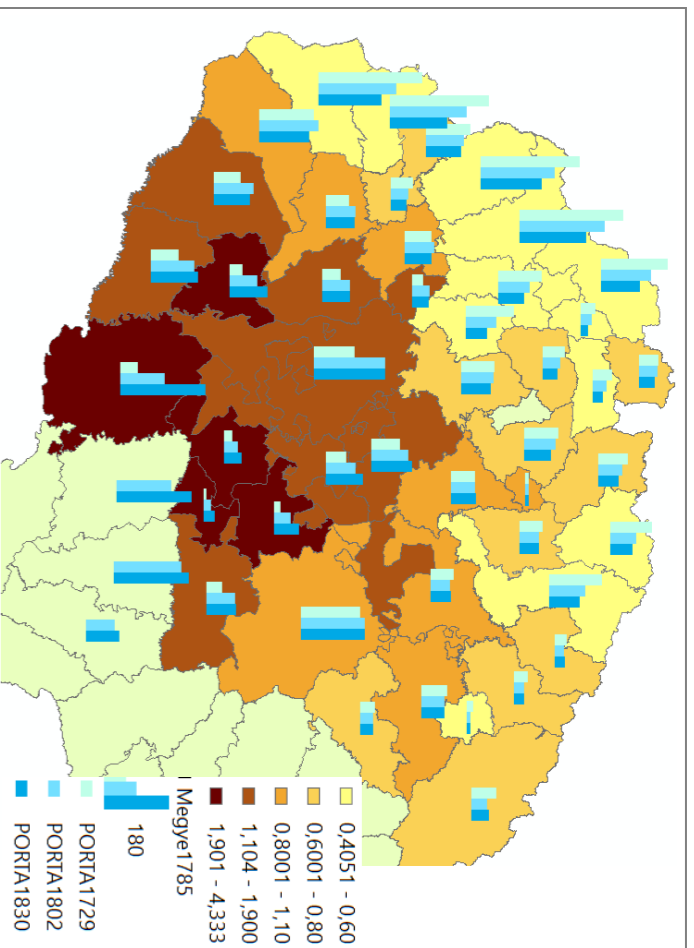 0,4051 - 0,60
0,6001 - 0,80
0,8001 - 1,10
1,104 - 1,900
1,901 - 4,333
Megye1785
180
PORTA1729
PORTA1802
PORTA1830